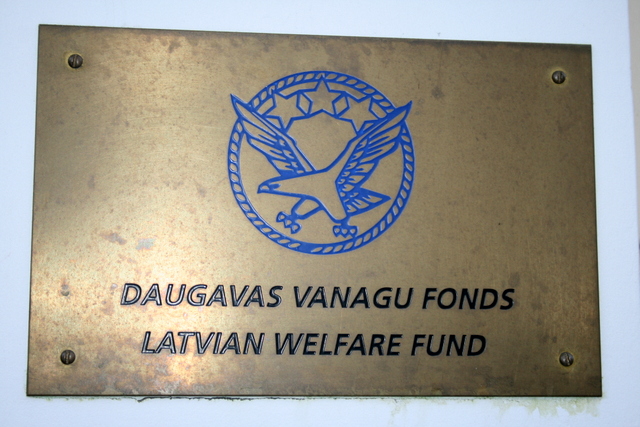 DAUGAVAS VANAGU FONDS
LATVIAN WELFARE FUND